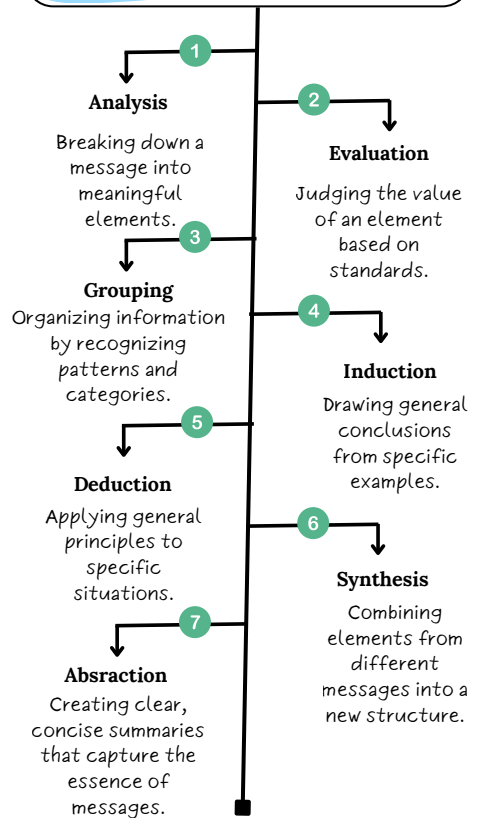 1
Analysis
Breaking down a
message into
meaningful
elements.
2
Evaluation
Judging the value
of an element
based on
standards.
3
Grouping
Organizing information
by recognizing
patterns and
categories.
4
Induction
Drawing general
conclusions
from specific
examples.
5
Deduction
Applying general
principles to
specific
situations.
6
Synthesis
Combining
elements from
different
messages into a
new structure.
7
Absraction
Creating clear,
concise summaries
that capture the
essence of
messages.